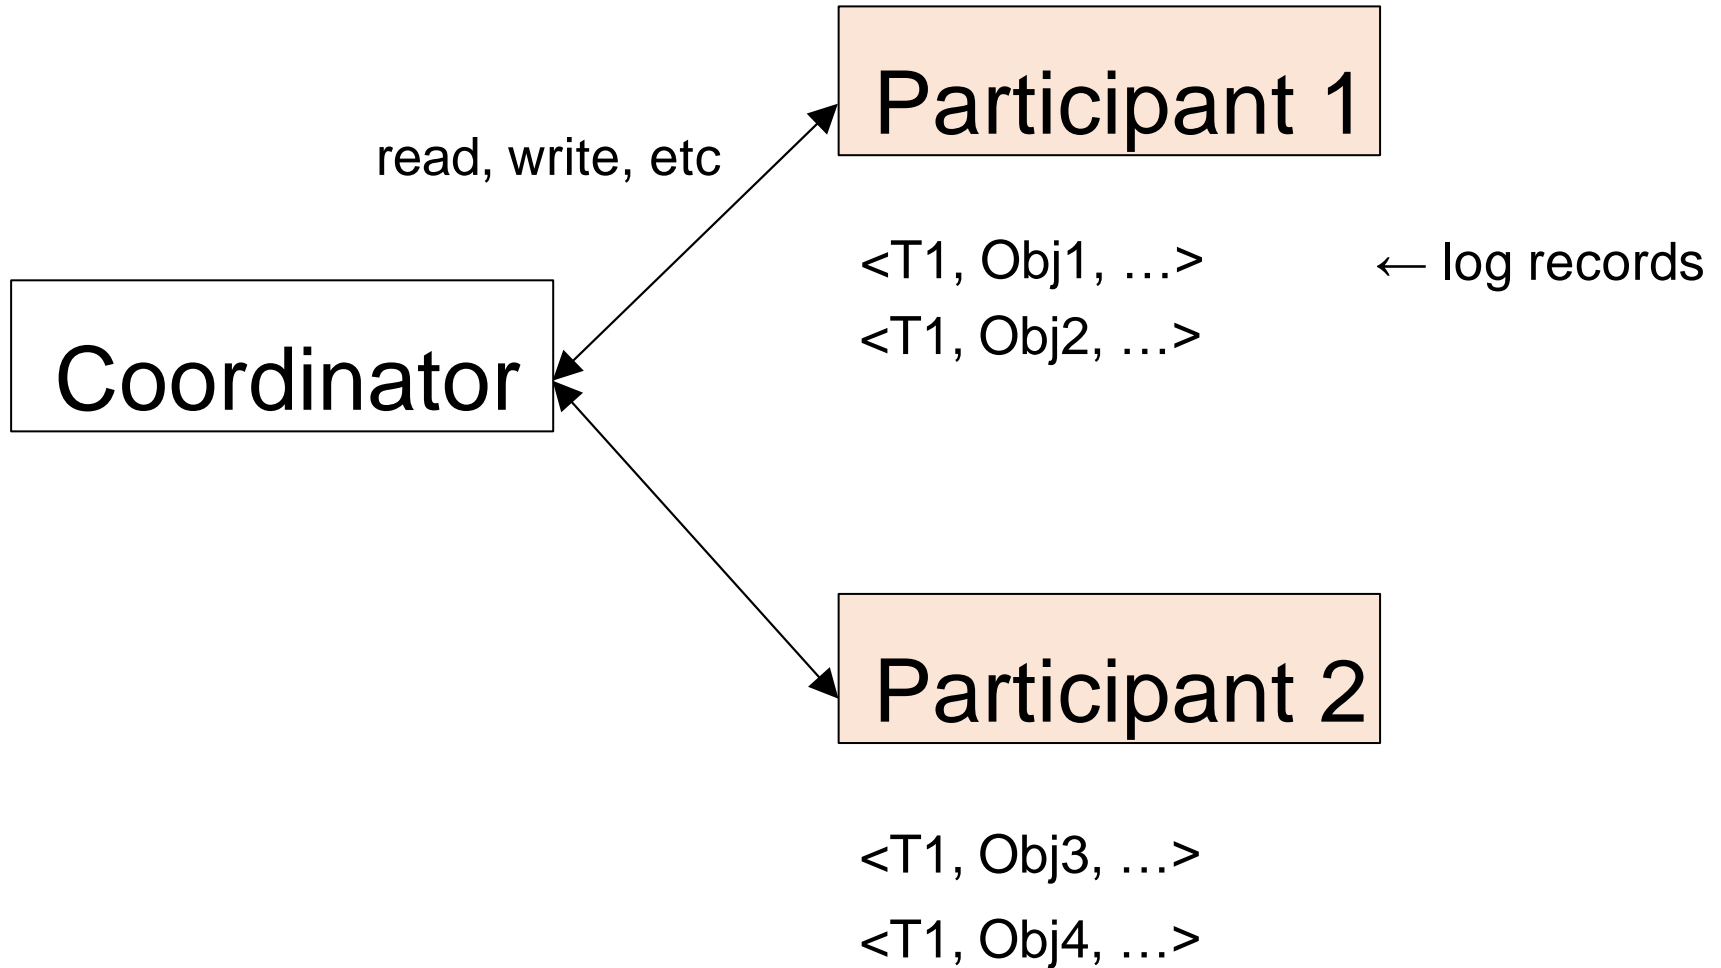 Participant 1
read, write, etc
<T1, Obj1, …>
← log records
<T1, Obj2, …>
Coordinator
Participant 2
<T1, Obj3, …>
<T1, Obj4, …>